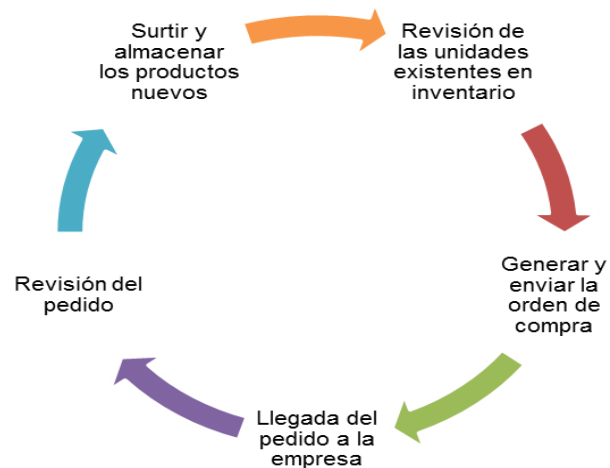 Surtir y
almacenar
los productos
nuevos
Revisión de
las unidades
existentes en
inventario
Generar y
enviar la
orden de
compra
Llegada del
pedido a la
empresa
Revisión del
pedido